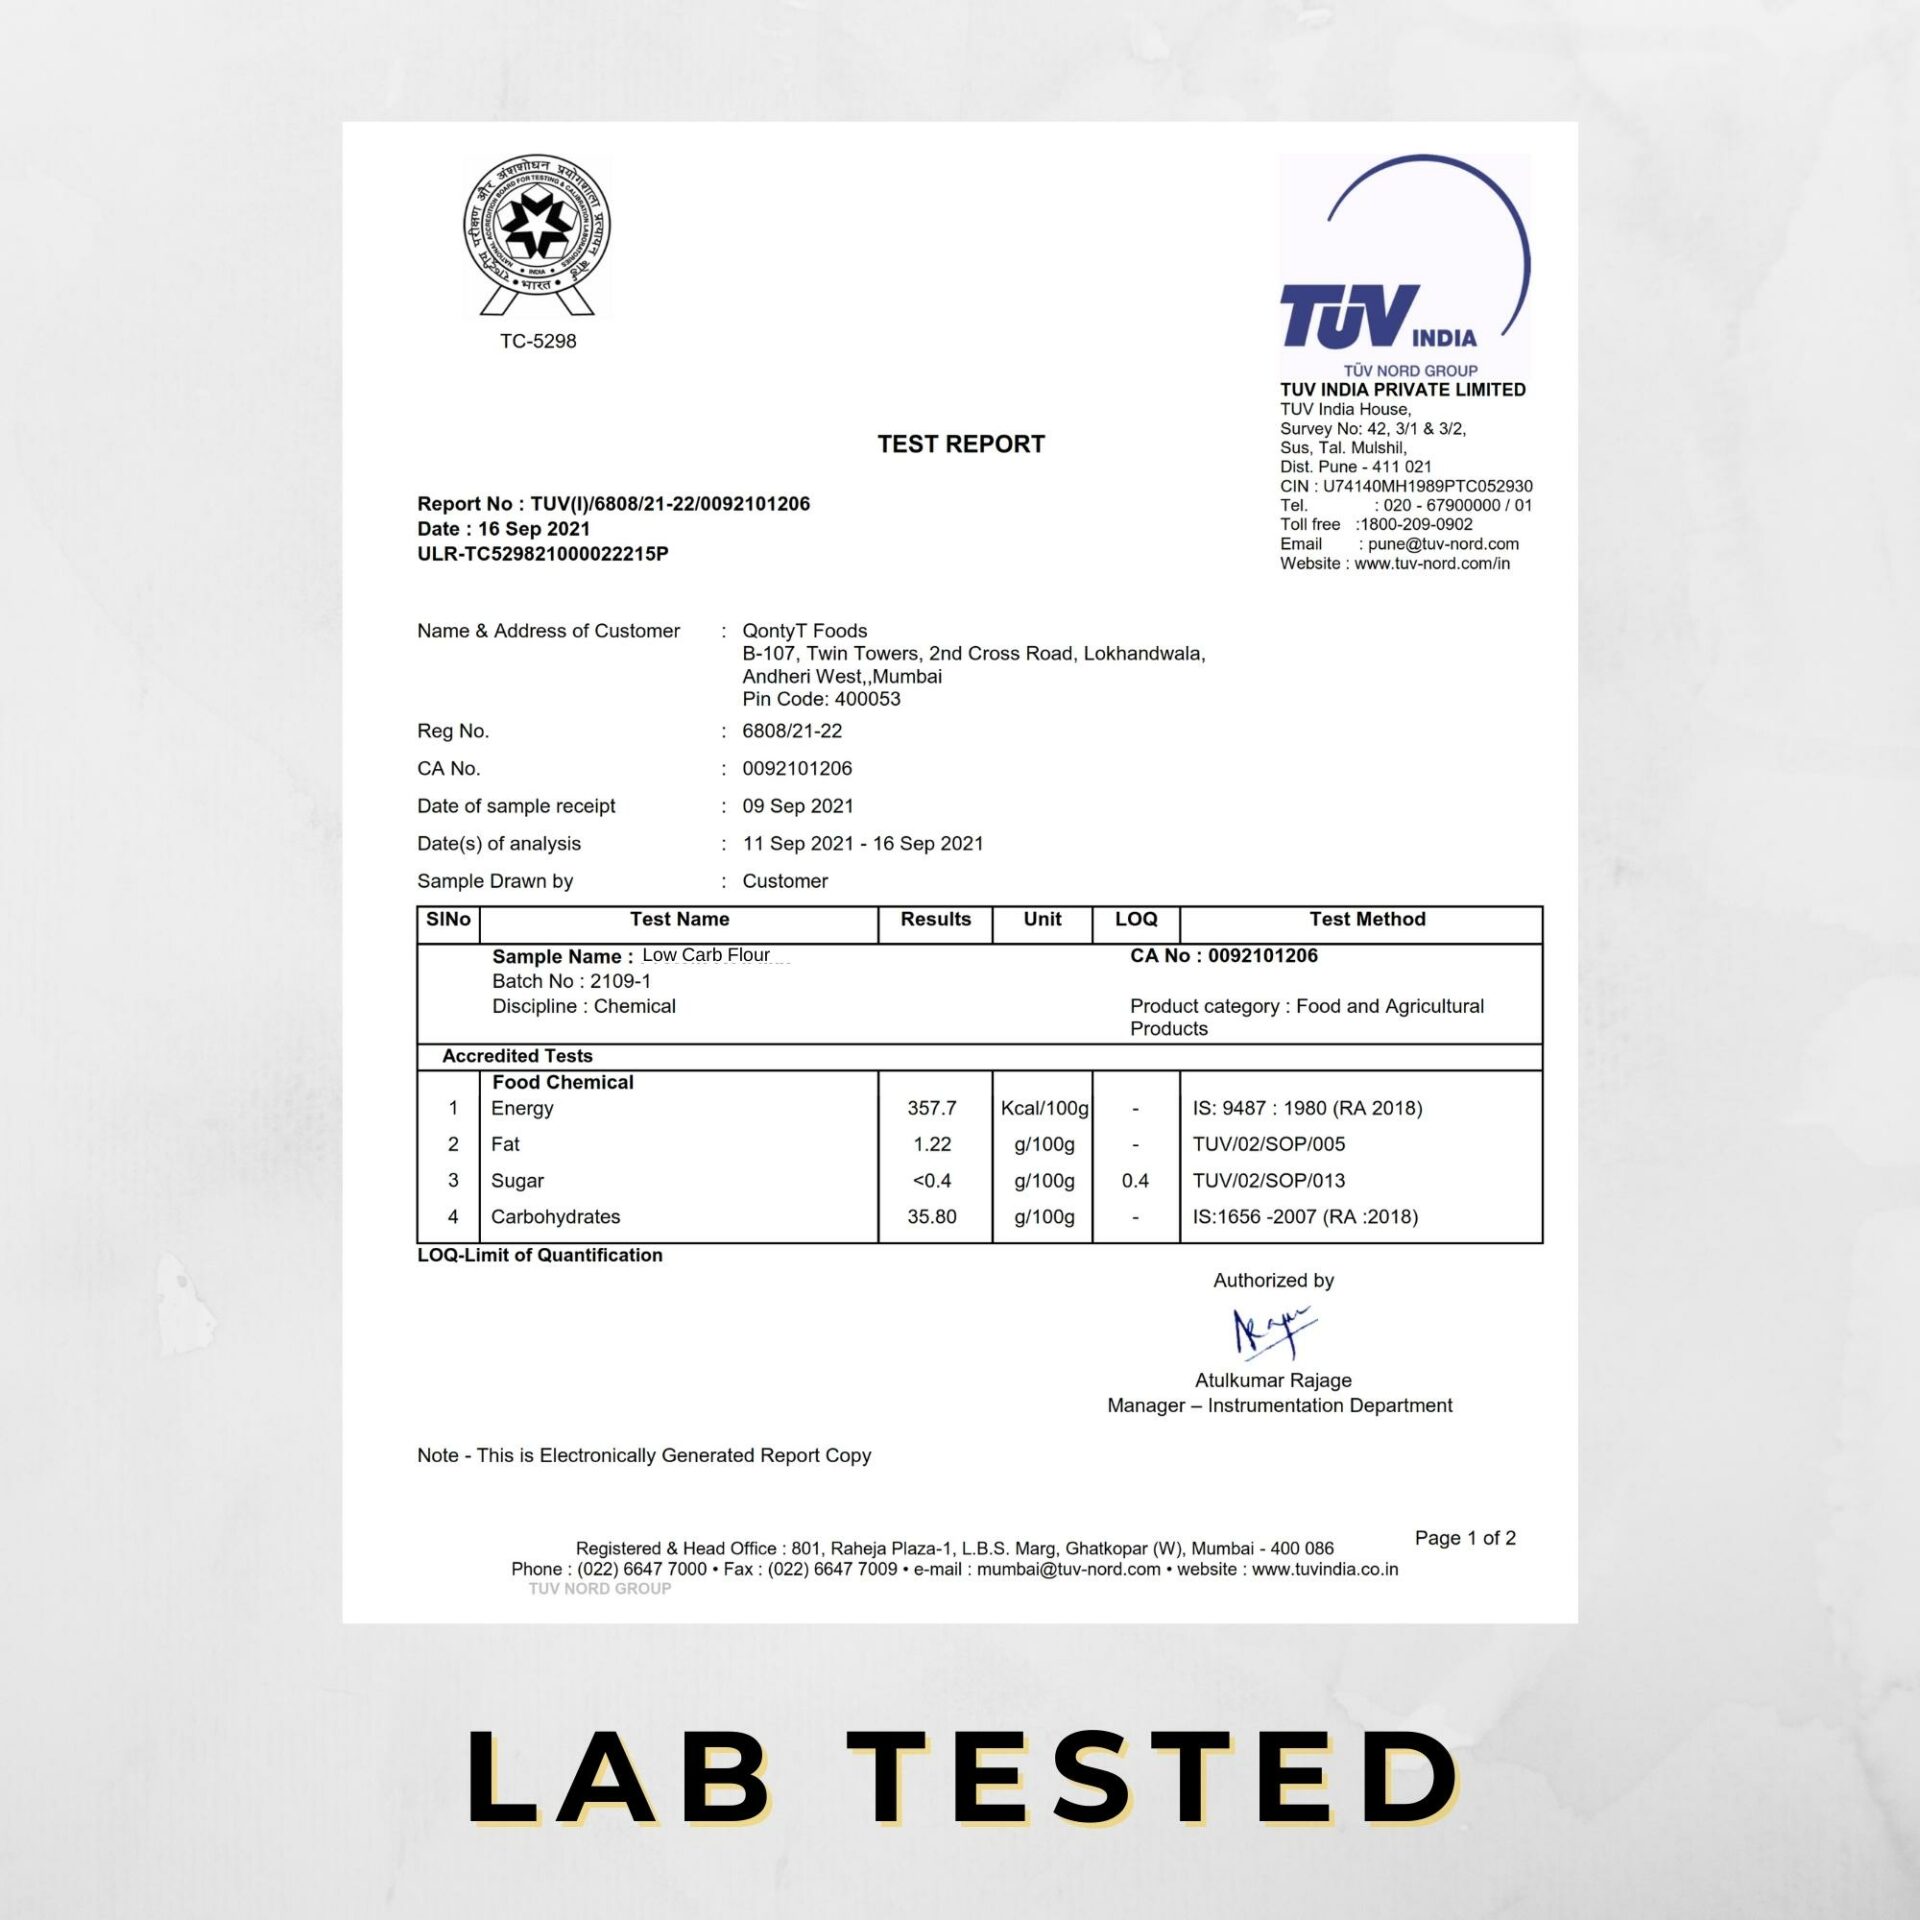 राष्ट्रीय परीक्षण और अंशशोधन प्रयोगशाला प्रत्यायन बोर्ड
NATIONAL ACCREDITATION BOARD FOR TESTING & CALIBRATION LABORATORIES
INDIA
भारत
TC-5298
TÜV INDIA
TÜV NORD GROUP
TUV INDIA PRIVATE LIMITED
TUV India House,
Survey No: 42, 3/1 & 3/2,
Sus, Tal. Mulshil,
Dist. Pune - 411 021
CIN : U74140MH1989PTC052930
Tel. : 020 - 67900000 / 01
Toll free :1800-209-0902
Email : pune@tuv-nord.com
Website : www.tuv-nord.com/in
TEST REPORT
Report No : TUV(I)/6808/21-22/0092101206
Date : 16 Sep 2021
ULR-TC529821000022215P
Name & Address of Customer : QontyT Foods
B-107, Twin Towers, 2nd Cross Road, Lokhandwala,
Andheri West,,Mumbai
Pin Code: 400053
Reg No. : 6808/21-22
CA No. : 0092101206
Date of sample receipt : 09 Sep 2021
Date(s) of analysis : 11 Sep 2021 - 16 Sep 2021
Sample Drawn by : Customer
SlNo Test Name Results Unit LOQ Test Method
Sample Name : Low Carb Flour CA No : 0092101206
Batch No : 2109-1
Discipline : Chemical Product category : Food and Agricultural
Products
Accredited Tests
Food Chemical
1 Energy 357.7 Kcal/100g - IS: 9487 : 1980 (RA 2018)
2 Fat 1.22 g/100g - TUV/02/SOP/005
3 Sugar <0.4 g/100g 0.4 TUV/02/SOP/013
4 Carbohydrates 35.80 g/100g - IS:1656 -2007 (RA :2018)
LOQ-Limit of Quantification
Authorized by
Atulkumar Rajage
Manager – Instrumentation Department
Note - This is Electronically Generated Report Copy
Page 1 of 2
Registered & Head Office : 801, Raheja Plaza-1, L.B.S. Marg, Ghatkopar (W), Mumbai - 400 086
Phone : (022) 6647 7000 • Fax : (022) 6647 7009 • e-mail : mumbai@tuv-nord.com • website : www.tuvindia.co.in
TUV NORD GROUP
LAB TESTED